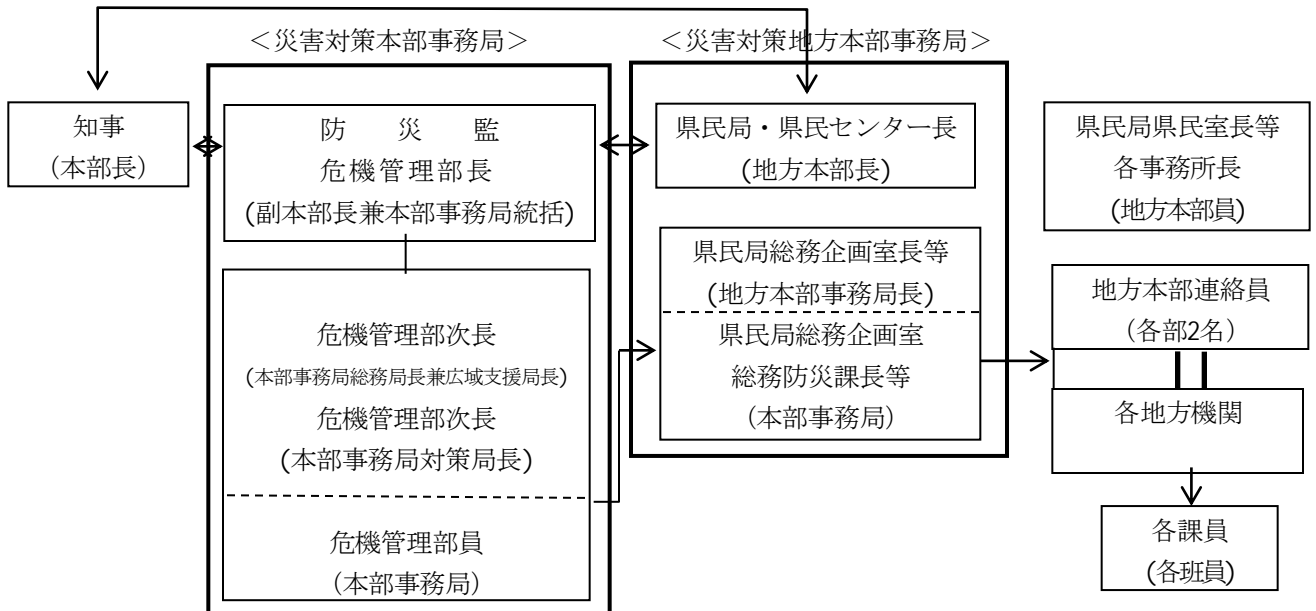 ＜災害対策本部事務局＞
＜災害対策地方本部事務局＞
知事
（本部長）
防　災　監
危機管理部長
(副本部長兼本部事務局統括)
危機管理部次長
(本部事務局総務局長兼広域支援局長)
危機管理部次長
(本部事務局対策局長)
危機管理部員
（本部事務局）
県民局・県民センター長
(地方本部長)
県民局総務企画室長等
(地方本部事務局長)
県民局総務企画室
総務防災課長等
（本部事務局）
県民局県民室長等
各事務所長
(地方本部員)
地方本部連絡員
（各部2名）
各地方機関
各課員
(各班員)